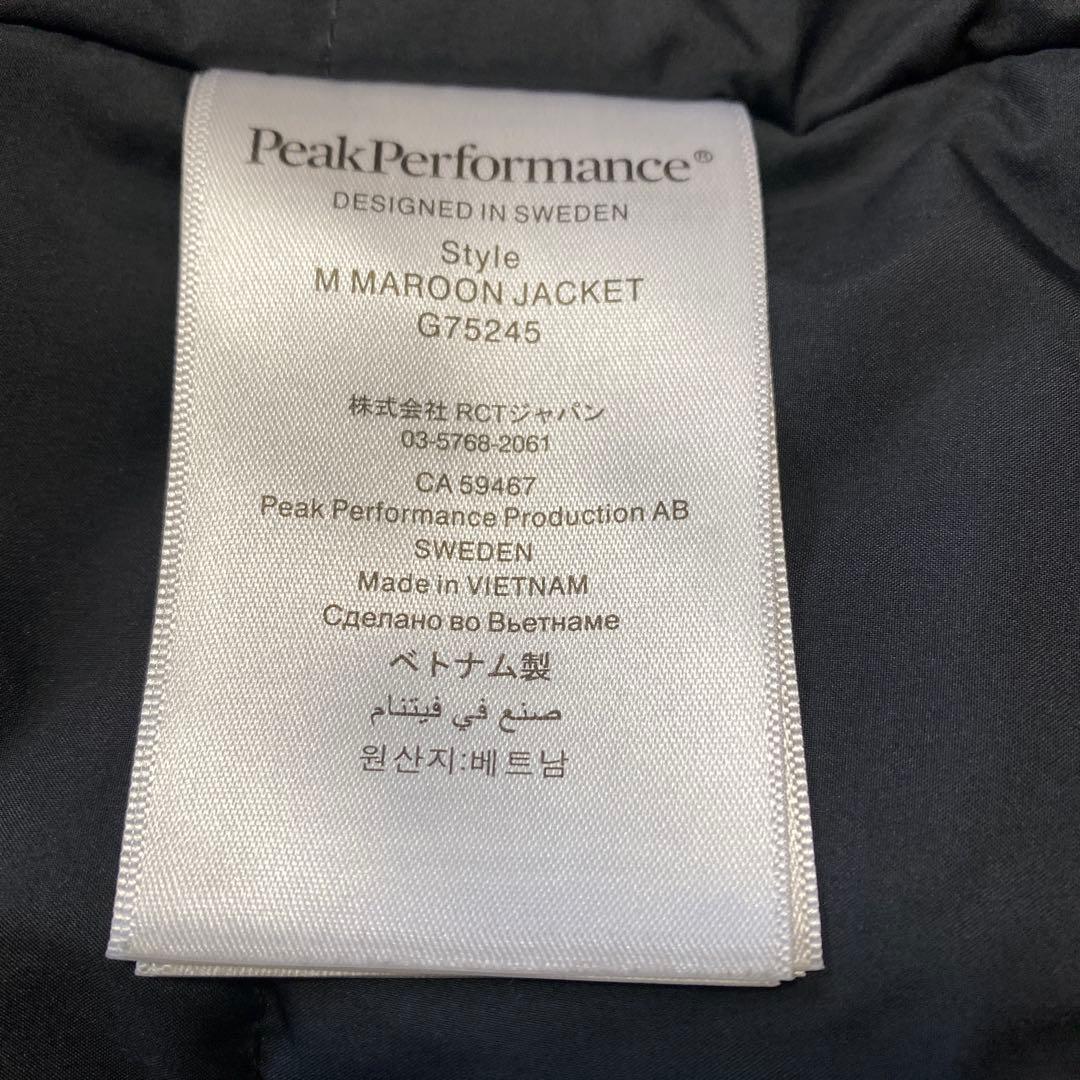 PeakPerformance®
DESIGNED IN SWEDEN
Style
M MAROON JACKET
G75245
株式会社 RCTジャパン
03-5768-2061
CA 59467
Peak Performance Production AB
SWEDEN
Made in VIETNAM
Сделано во Вьетнаме
ベトナム製
صنع في فيتنام
원산지:베트남